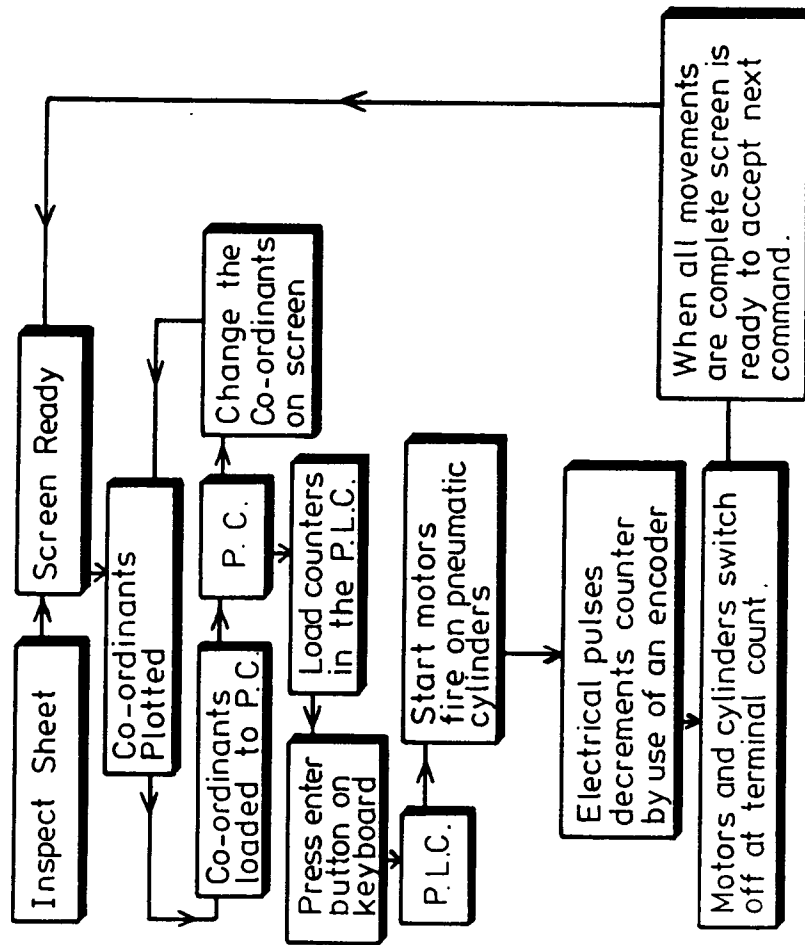 Inspect Sheet
Screen Ready
Co-ordinants
Plotted
Co-ordinants
loaded to P.C.
P. C.
Change the
Co-ordinants
on screen
Load counters
in the P.L.C.
Press enter
button on
keyboard
P.L.C.
Start motors
fire on pneumatic
cylinders
Electrical pulses
decrements counter
by use of an encoder
Motors and cylinders switch
off at terminal count.
When all movements
are complete screen is
ready to accept next
command.